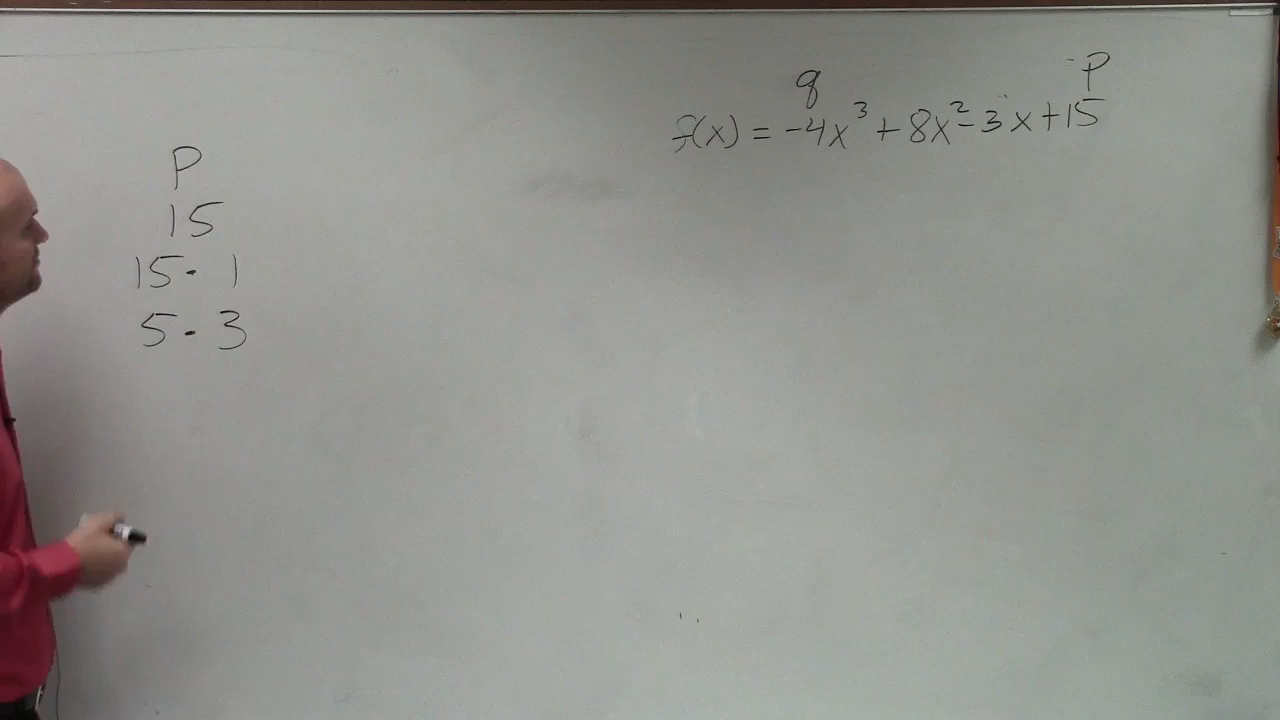 q P
f(x) = -4x³ + 8x² - 3x + 15
P
15
15 · 1
5 · 3